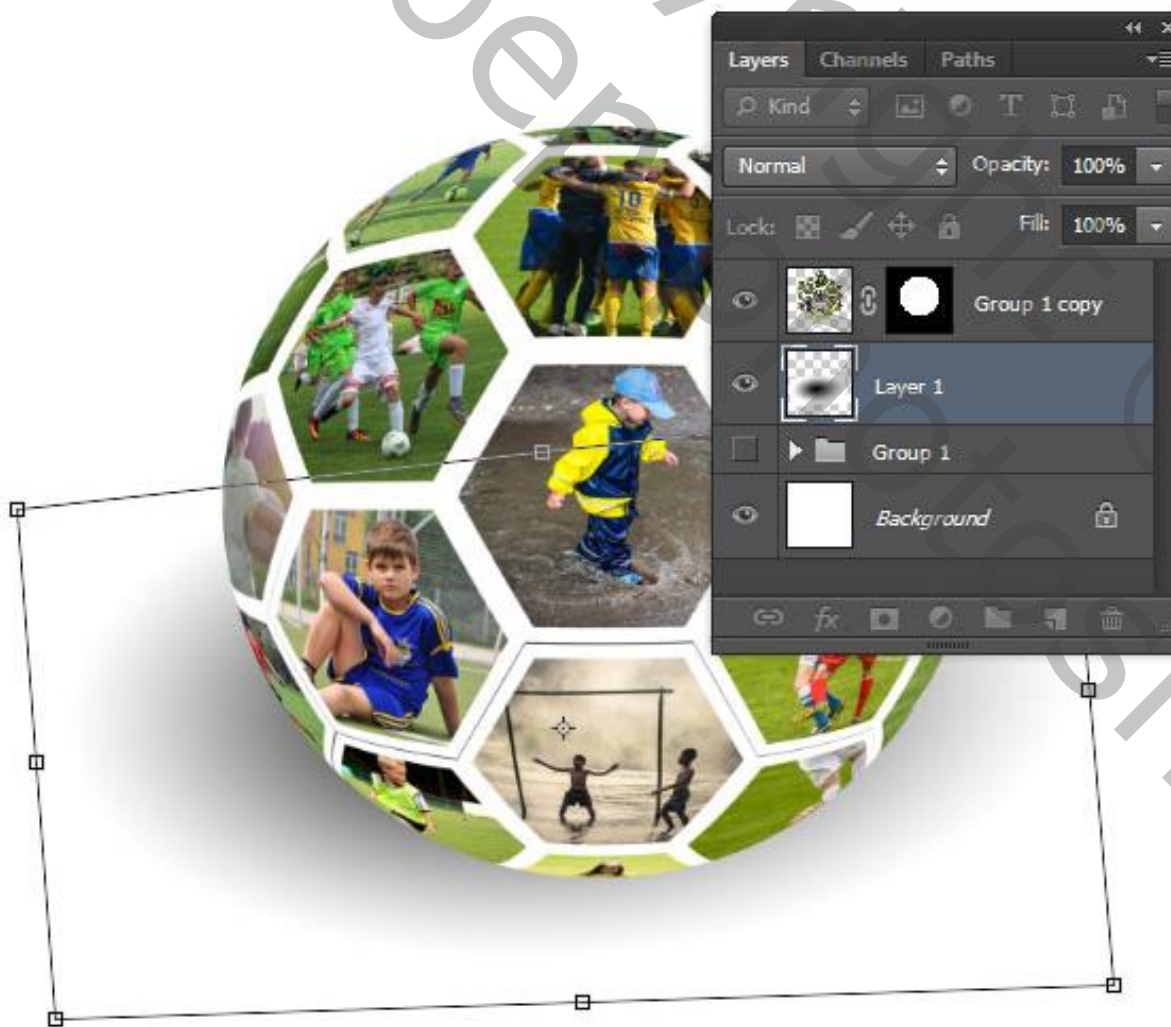 Layers Channels Paths
Kind
Normal Opacity: 100%
Lock: Fill: 100%
Group 1 copy
Layer 1
Group 1
Background
fx
10